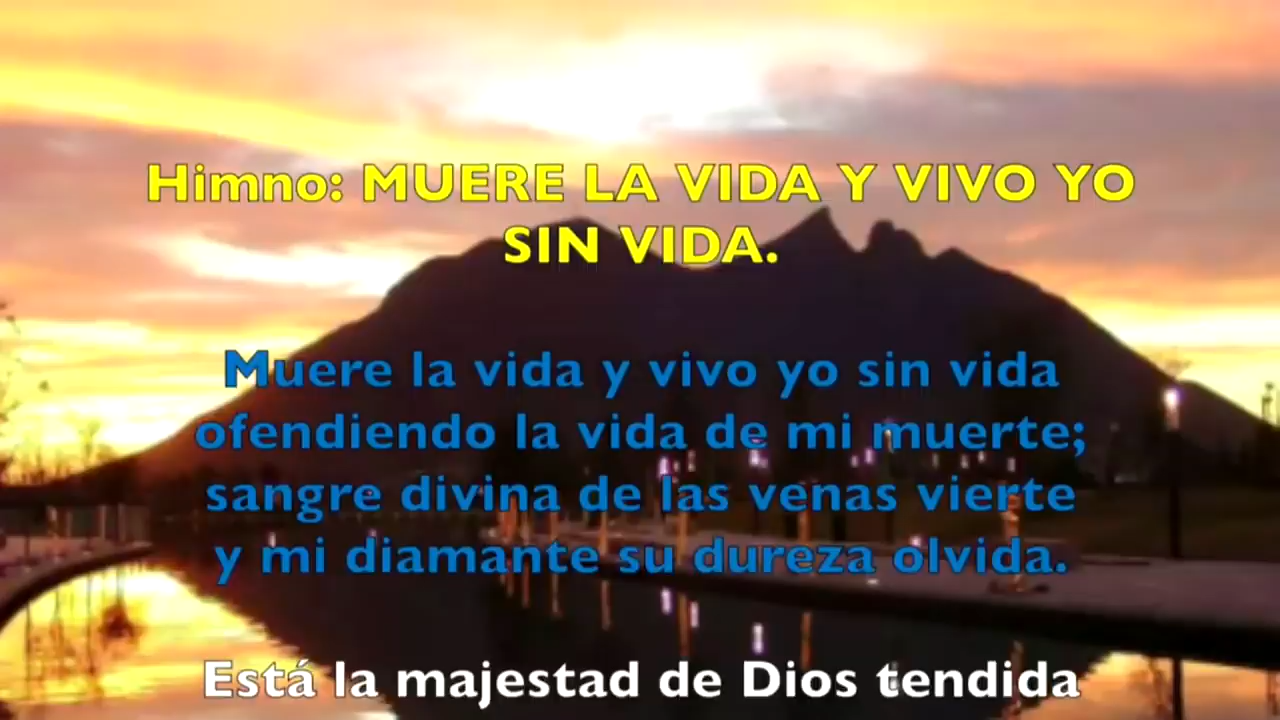 Himno: MUERE LA VIDA Y VIVO YO
SIN VIDA.
Muere la vida y vivo yo sin vida
ofendiendo la vida de mi muerte;
sangre divina de las venas vierte
y mi diamante su dureza olvida.
Está la majestad de Dios tendida